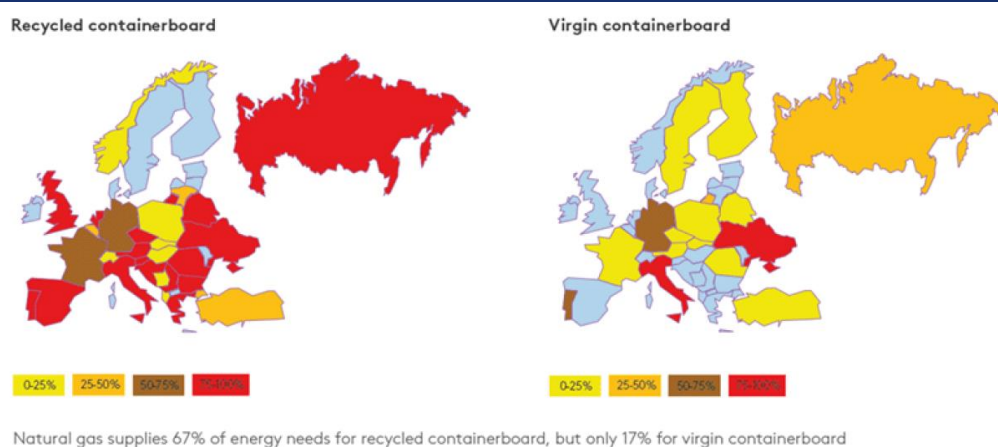 Recycled containerboard
Virgin containerboard
0-25% 25-50% 50-75% 75-100%
0-25% 25-50% 50-75% 75-100%
Natural gas supplies 67% of energy needs for recycled containerboard, but only 17% for virgin containerboard